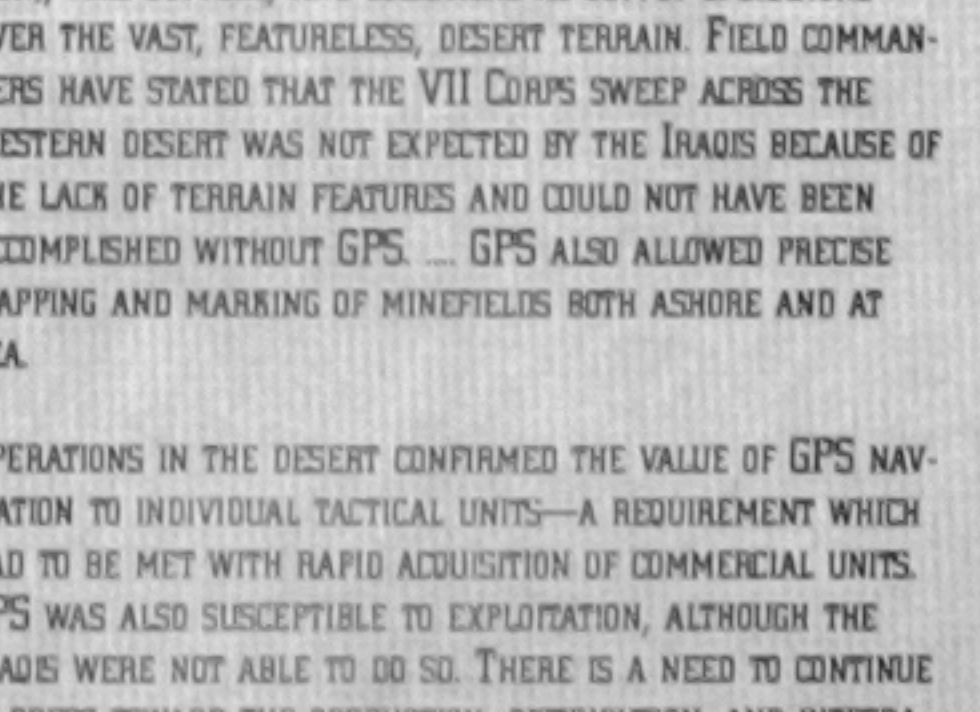 VER THE VAST, FEATURELESS, DESERT TERRAIN. FIELD COMMAN-
ERS HAVE STATED THAT THE VII CORPS SWEEP ACROSS THE
ESTERN DESERT WAS NOT EXPECTED BY THE IRAQIS BECAUSE OF
HE LACK OF TERRAIN FEATURES AND COULD NOT HAVE BEEN
CCOMPLISHED WITHOUT GPS. .... GPS ALSO ALLOWED PRECISE
APPING AND MARKING OF MINEFIELDS BOTH ASHORE AND AT
EA.
PERATIONS IN THE DESERT CONFIRMED THE VALUE OF GPS NAV-
ATION TO INDIVIDUAL TACTICAL UNITS—A REQUIREMENT WHICH
AD TO BE MET WITH RAPID ACQUISITION OF COMMERCIAL UNITS.
PS WAS ALSO SUSCEPTIBLE TO EXPLOITATION, ALTHOUGH THE
RAQIS WERE NOT ABLE TO DO SO. THERE IS A NEED TO CONTINUE